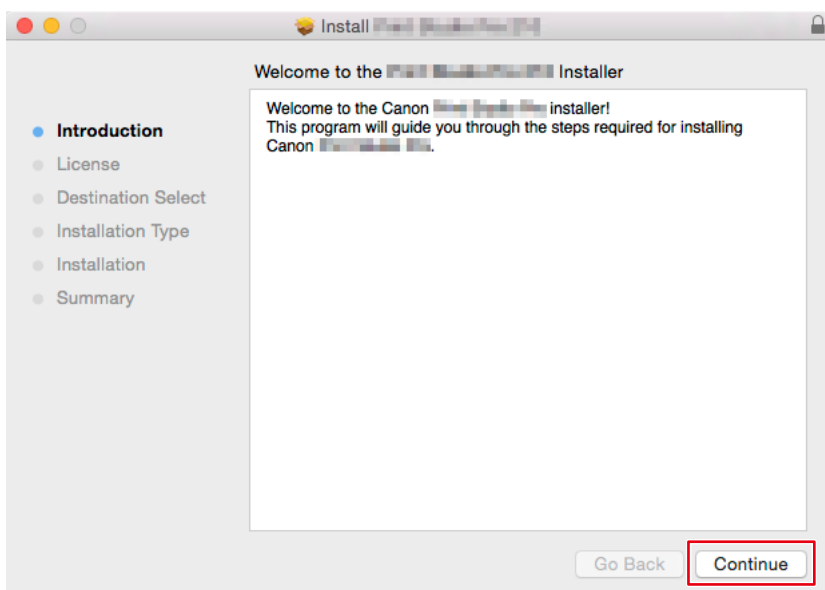 Install
Welcome to the Installer
Welcome to the Canon installer!
This program will guide you through the steps required for installing
Canon .
Introduction
License
Destination Select
Installation Type
Installation
Summary
Go Back
Continue